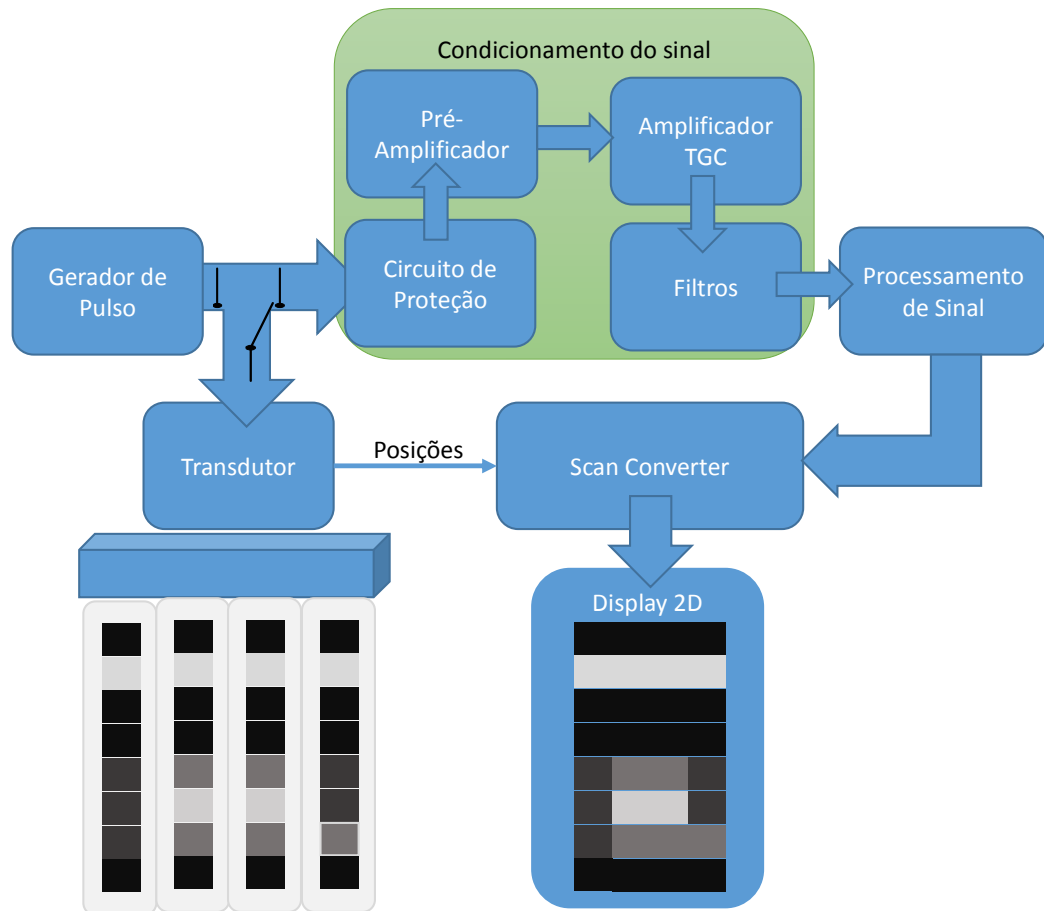 Condicionamento do sinal
Pré-
Amplificador
Amplificador
TGC
Gerador de
Pulso
Circuito de
Proteção
Filtros
Processamento
de Sinal
Transdutor
Posições
Scan Converter
Display 2D